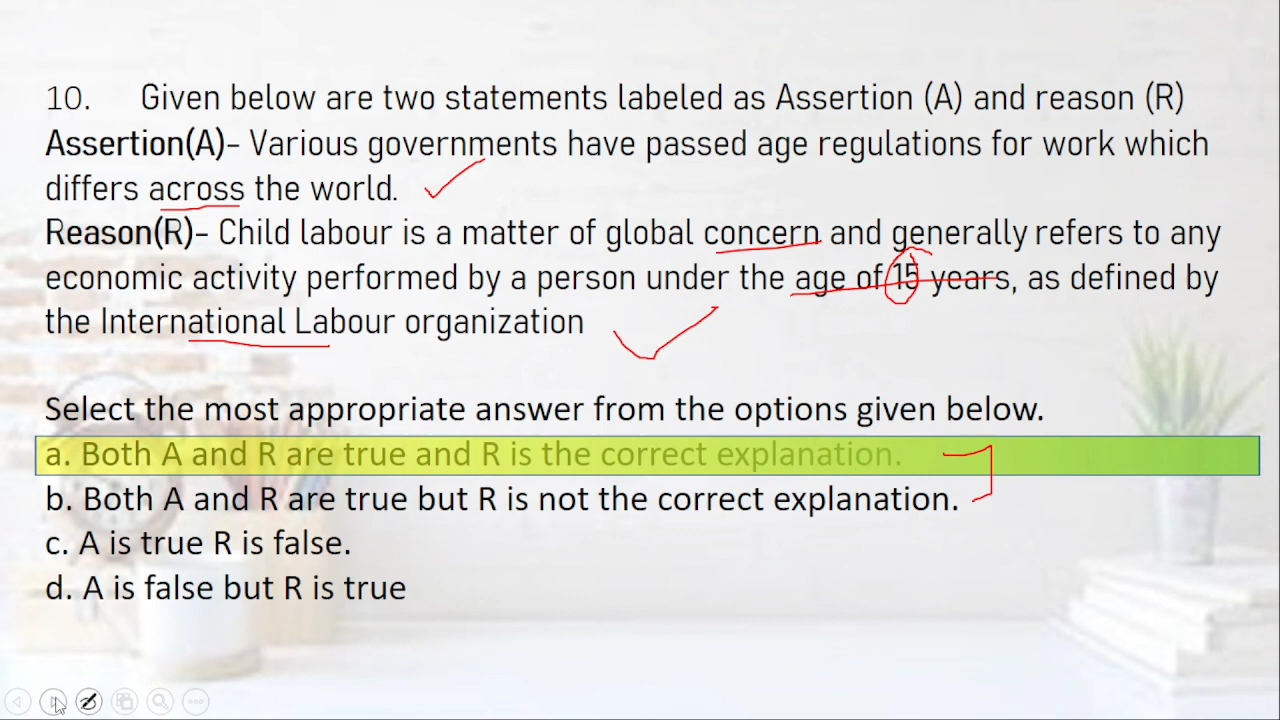 10. Given below are two statements labeled as Assertion (A) and reason (R)
Assertion(A)- Various governments have passed age regulations for work which
differs across the world.
Reason(R)- Child labour is a matter of global concern and generally refers to any
economic activity performed by a person under the age of 15 years, as defined by
the International Labour organization
Select the most appropriate answer from the options given below.
a. Both A and R are true and R is the correct explanation.
b. Both A and R are true but R is not the correct explanation.
c. A is true R is false.
d. A is false but R is true